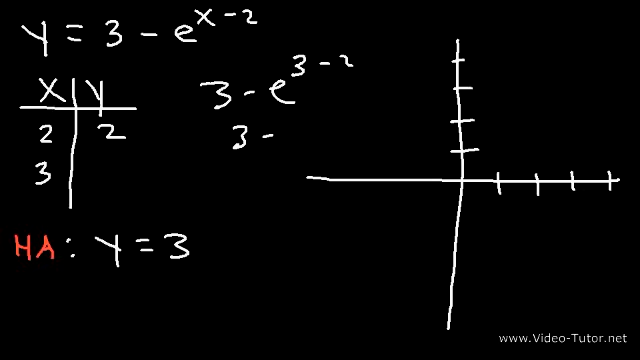 y = 3 - e^{x-2}
x | y
2 | 2
3 |
3 - e^{3-2}
3 -
HA: y = 3
www.Video-Tutor.net